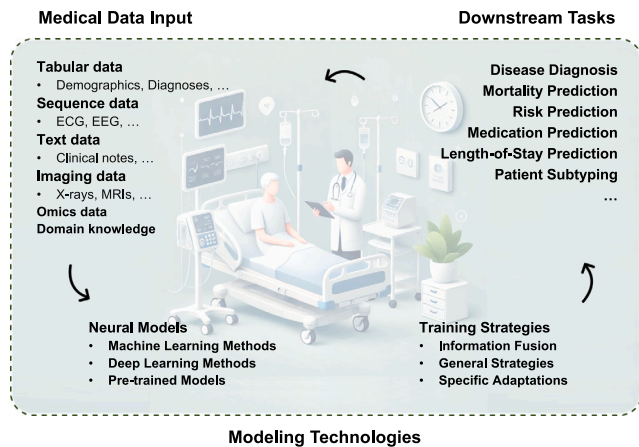 Medical Data Input
Downstream Tasks
Tabular data
• Demographics, Diagnoses, ...
Sequence data
• ECG, EEG, ...
Text data
• Clinical notes, ...
Imaging data
• X-rays, MRIs, ...
Omics data
Domain knowledge
Disease Diagnosis
Mortality Prediction
Risk Prediction
Medication Prediction
Length-of-Stay Prediction
Patient Subtyping
...
Neural Models
• Machine Learning Methods
• Deep Learning Methods
• Pre-trained Models
Training Strategies
• Information Fusion
• General Strategies
• Specific Adaptations
Modeling Technologies